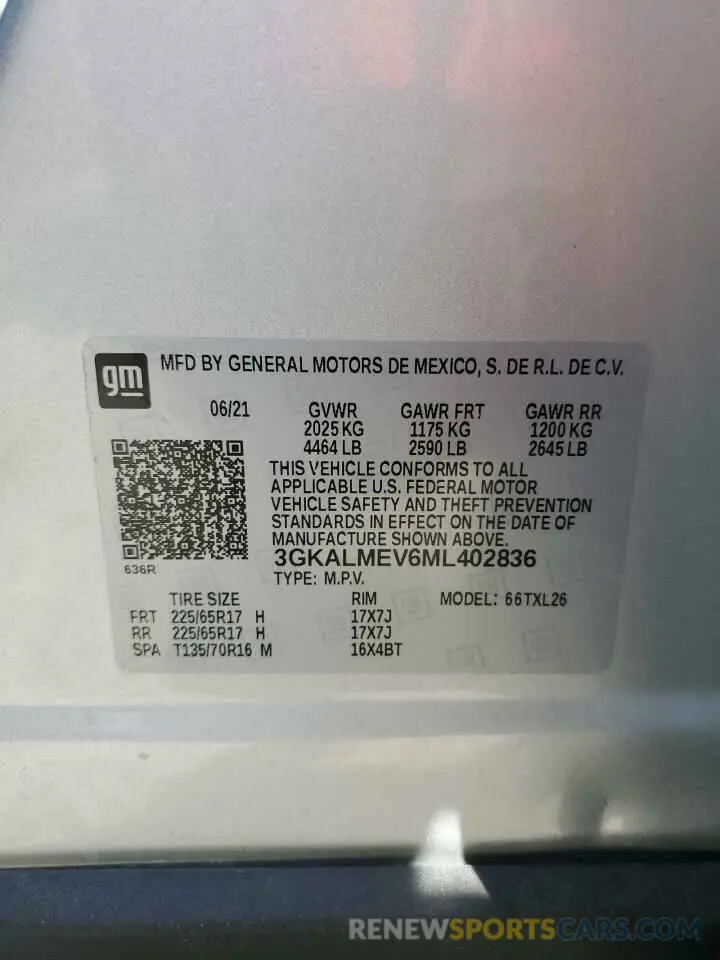 gm MFD BY GENERAL MOTORS DE MEXICO, S. DE R.L. DE C.V.
06/21 GVWR GAWR FRT GAWR RR
2025 KG 1175 KG 1200 KG
4464 LB 2590 LB 2645 LB
THIS VEHICLE CONFORMS TO ALL
APPLICABLE U.S. FEDERAL MOTOR
VEHICLE SAFETY AND THEFT PREVENTION
STANDARDS IN EFFECT ON THE DATE OF
MANUFACTURE SHOWN ABOVE.
636R
3GKALMEV6ML402836
TYPE: M.P.V.
TIRE SIZE RIM MODEL: 66TXL26
FRT 225/65R17 H 17X7J
RR 225/65R17 H 17X7J
SPA T135/70R16 M 16X4BT
RENEWSPORTSCARS.COM